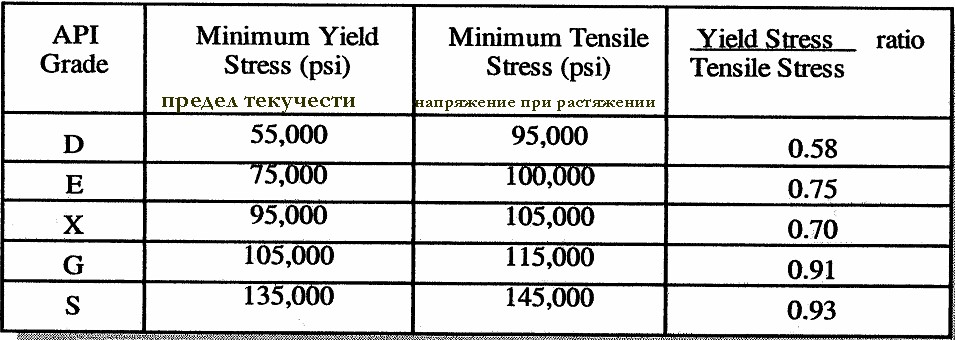 API Grade
Minimum Yield Stress (psi)
предел текучести
Minimum Tensile Stress (psi)
напряжение при растяжении
Yield Stress ratio
Tensile Stress
D 55,000 95,000 0.58
E 75,000 100,000 0.75
X 95,000 105,000 0.70
G 105,000 115,000 0.91
S 135,000 145,000 0.93